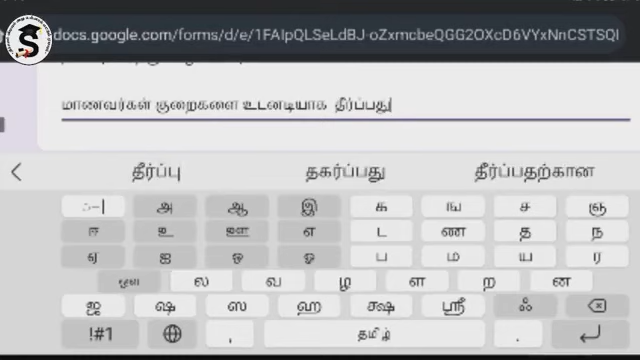 docs.google.com/forms/d/e/1FAIpQLSeLdBJ-oZxmcbeQGG2OXcD6VYxNnCSTSQI
மாணவர்கள் குறைகளை உடனடியாக தீர்ப்பது
தீர்ப்பு தகர்ப்பது தீர்ப்பதற்கான
அ ஆ இ க ங ச ஞ
ஈ உ ஊ எ ட ண த ந
ஏ ஐ ஒ ஓ ப ம ய ர
ஔ ல வ ழ ள ற ன
ஜ ஷ ஸ ஹ க்ஷ ஸ்ரீ ஃ
!#1 , தமிழ் .